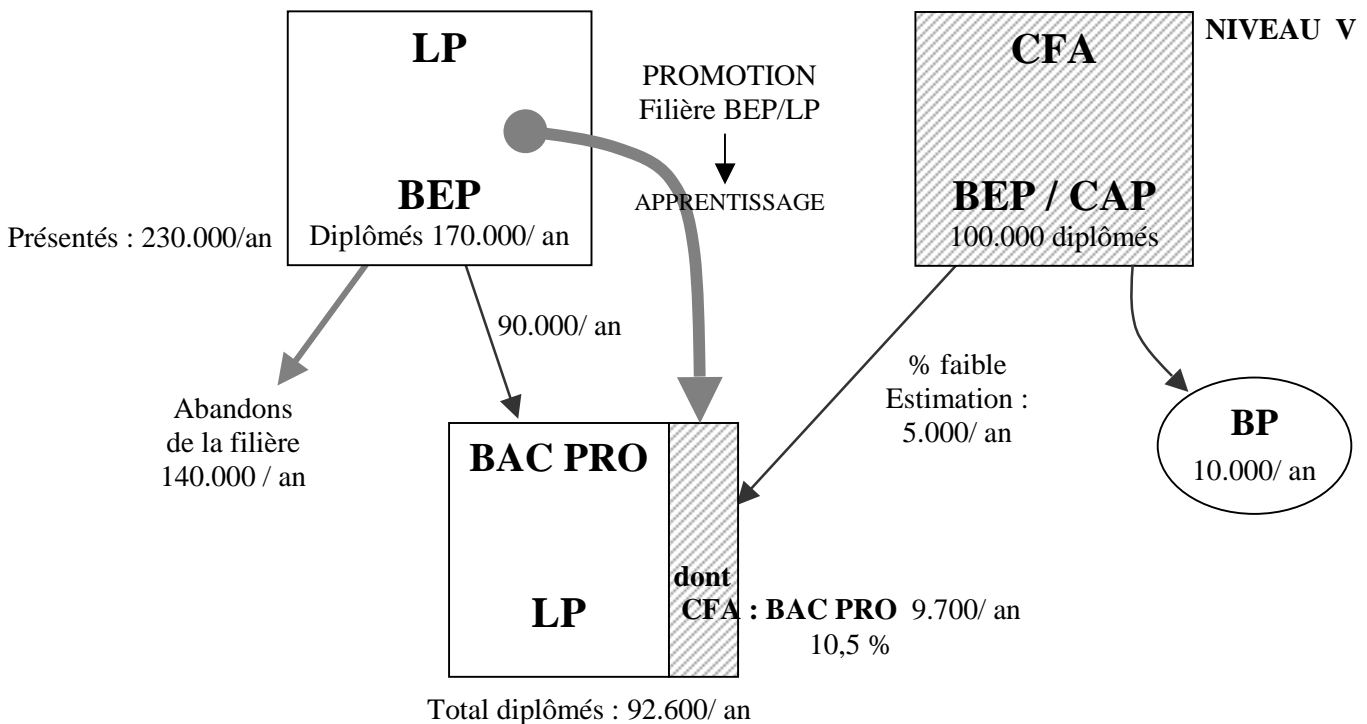 LP
BEP
Diplômés 170.000/ an
Présentés : 230.000/an
PROMOTION
Filière BEP/LP
APPRENTISSAGE
CFA
BEP / CAP
100.000 diplômés
NIVEAU V
90.000/ an
Abandons
de la filière
140.000 / an
% faible
Estimation :
5.000/ an
BP
10.000/ an
BAC PRO
LP
dont
CFA : BAC PRO 9.700/ an
10,5 %
Total diplômés : 92.600/ an